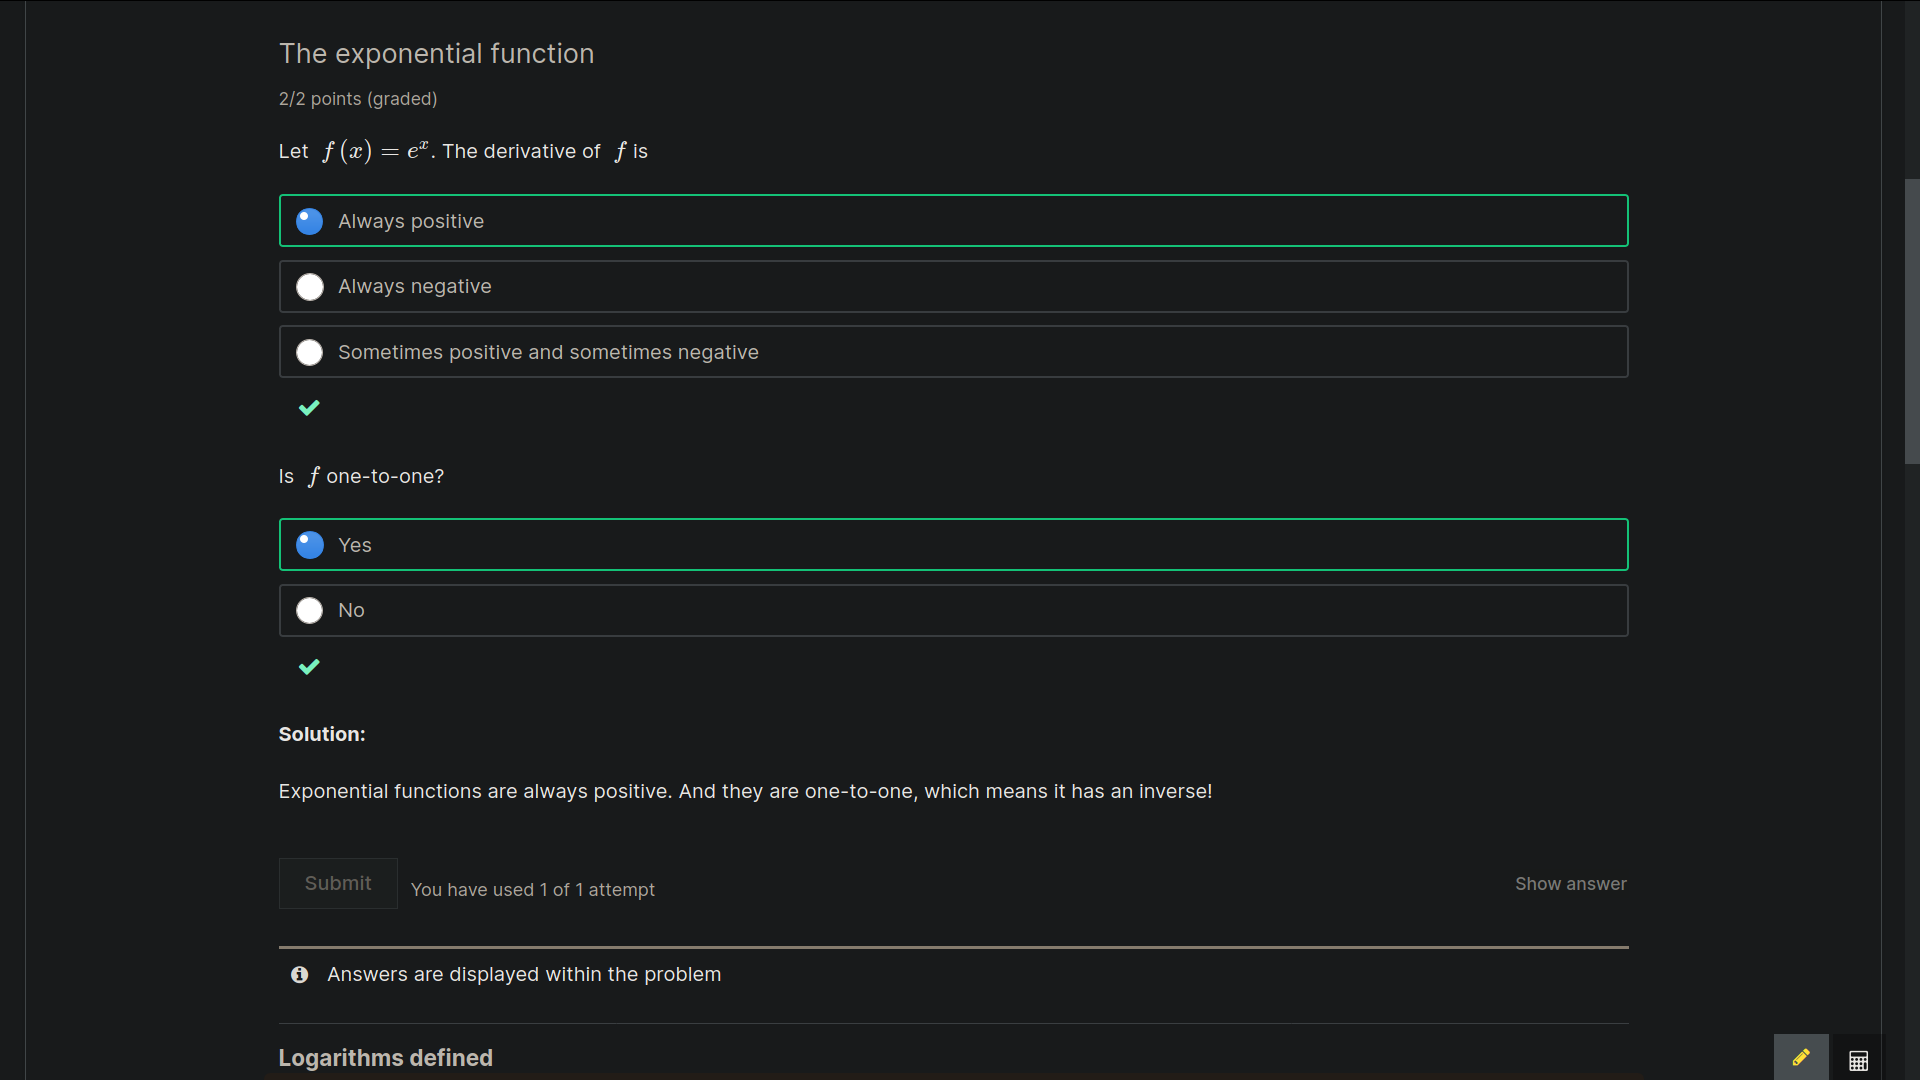 The exponential function
2/2 points (graded)
Let f (x) = eˣ. The derivative of f is
Always positive
Always negative
Sometimes positive and sometimes negative
Is f one-to-one?
Yes
No
Solution:
Exponential functions are always positive. And they are one-to-one, which means it has an inverse!
Submit You have used 1 of 1 attempt Show answer
Answers are displayed within the problem
Logarithms defined